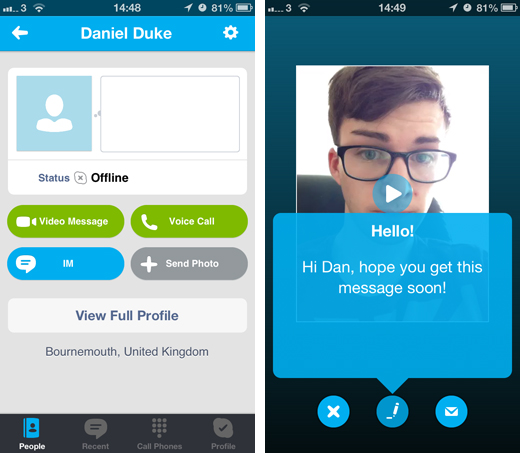 3 14:48 81%
Daniel Duke
Status Offline
Video Message Voice Call
IM Send Photo
View Full Profile
Bournemouth, United Kingdom
People Recent Call Phones Profile
3 14:49 81%
Hello!
Hi Dan, hope you get this
message soon!